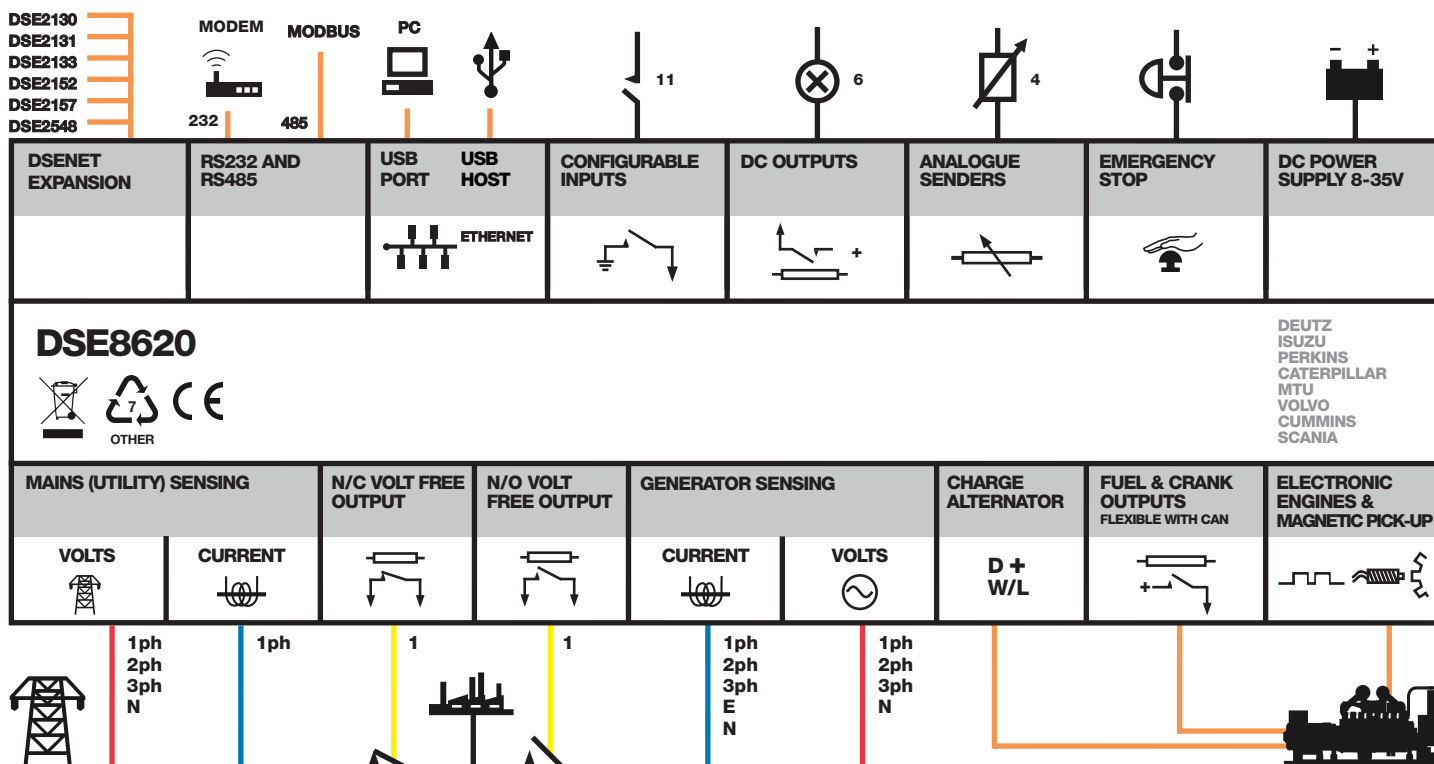 DSE2130
DSE2131
DSE2133
DSE2152
DSE2157
DSE2548
MODEM
232
MODBUS
485
PC
11
6
4
- +
DSENET
EXPANSION
RS232 AND
RS485
USB
PORT
USB
HOST
CONFIGURABLE
INPUTS
DC OUTPUTS
ANALOGUE
SENDERS
EMERGENCY
STOP
DC POWER
SUPPLY 8-35V
ETHERNET
+
DSE8620
7
OTHER
CE
DEUTZ
ISUZU
PERKINS
CATERPILLAR
MTU
VOLVO
CUMMINS
SCANIA
MAINS (UTILITY) SENSING
N/C VOLT FREE
OUTPUT
N/O VOLT
FREE OUTPUT
GENERATOR SENSING
CHARGE
ALTERNATOR
FUEL & CRANK
OUTPUTS
FLEXIBLE WITH CAN
ELECTRONIC
ENGINES &
MAGNETIC PICK-UP
VOLTS
CURRENT
CURRENT
VOLTS
D +
W/L
+
1ph
2ph
3ph
N
1ph
1
1
1ph
2ph
3ph
E
N
1ph
2ph
3ph
N